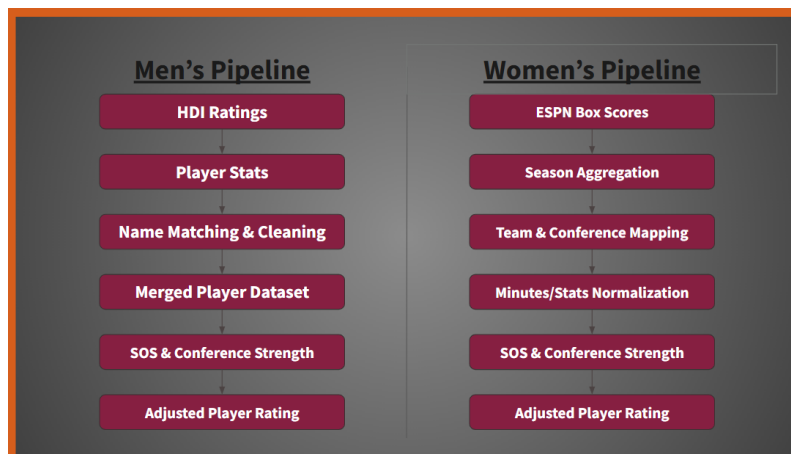 Men’s Pipeline
HDI Ratings
Player Stats
Name Matching & Cleaning
Merged Player Dataset
SOS & Conference Strength
Adjusted Player Rating
Women’s Pipeline
ESPN Box Scores
Season Aggregation
Team & Conference Mapping
Minutes/Stats Normalization
SOS & Conference Strength
Adjusted Player Rating